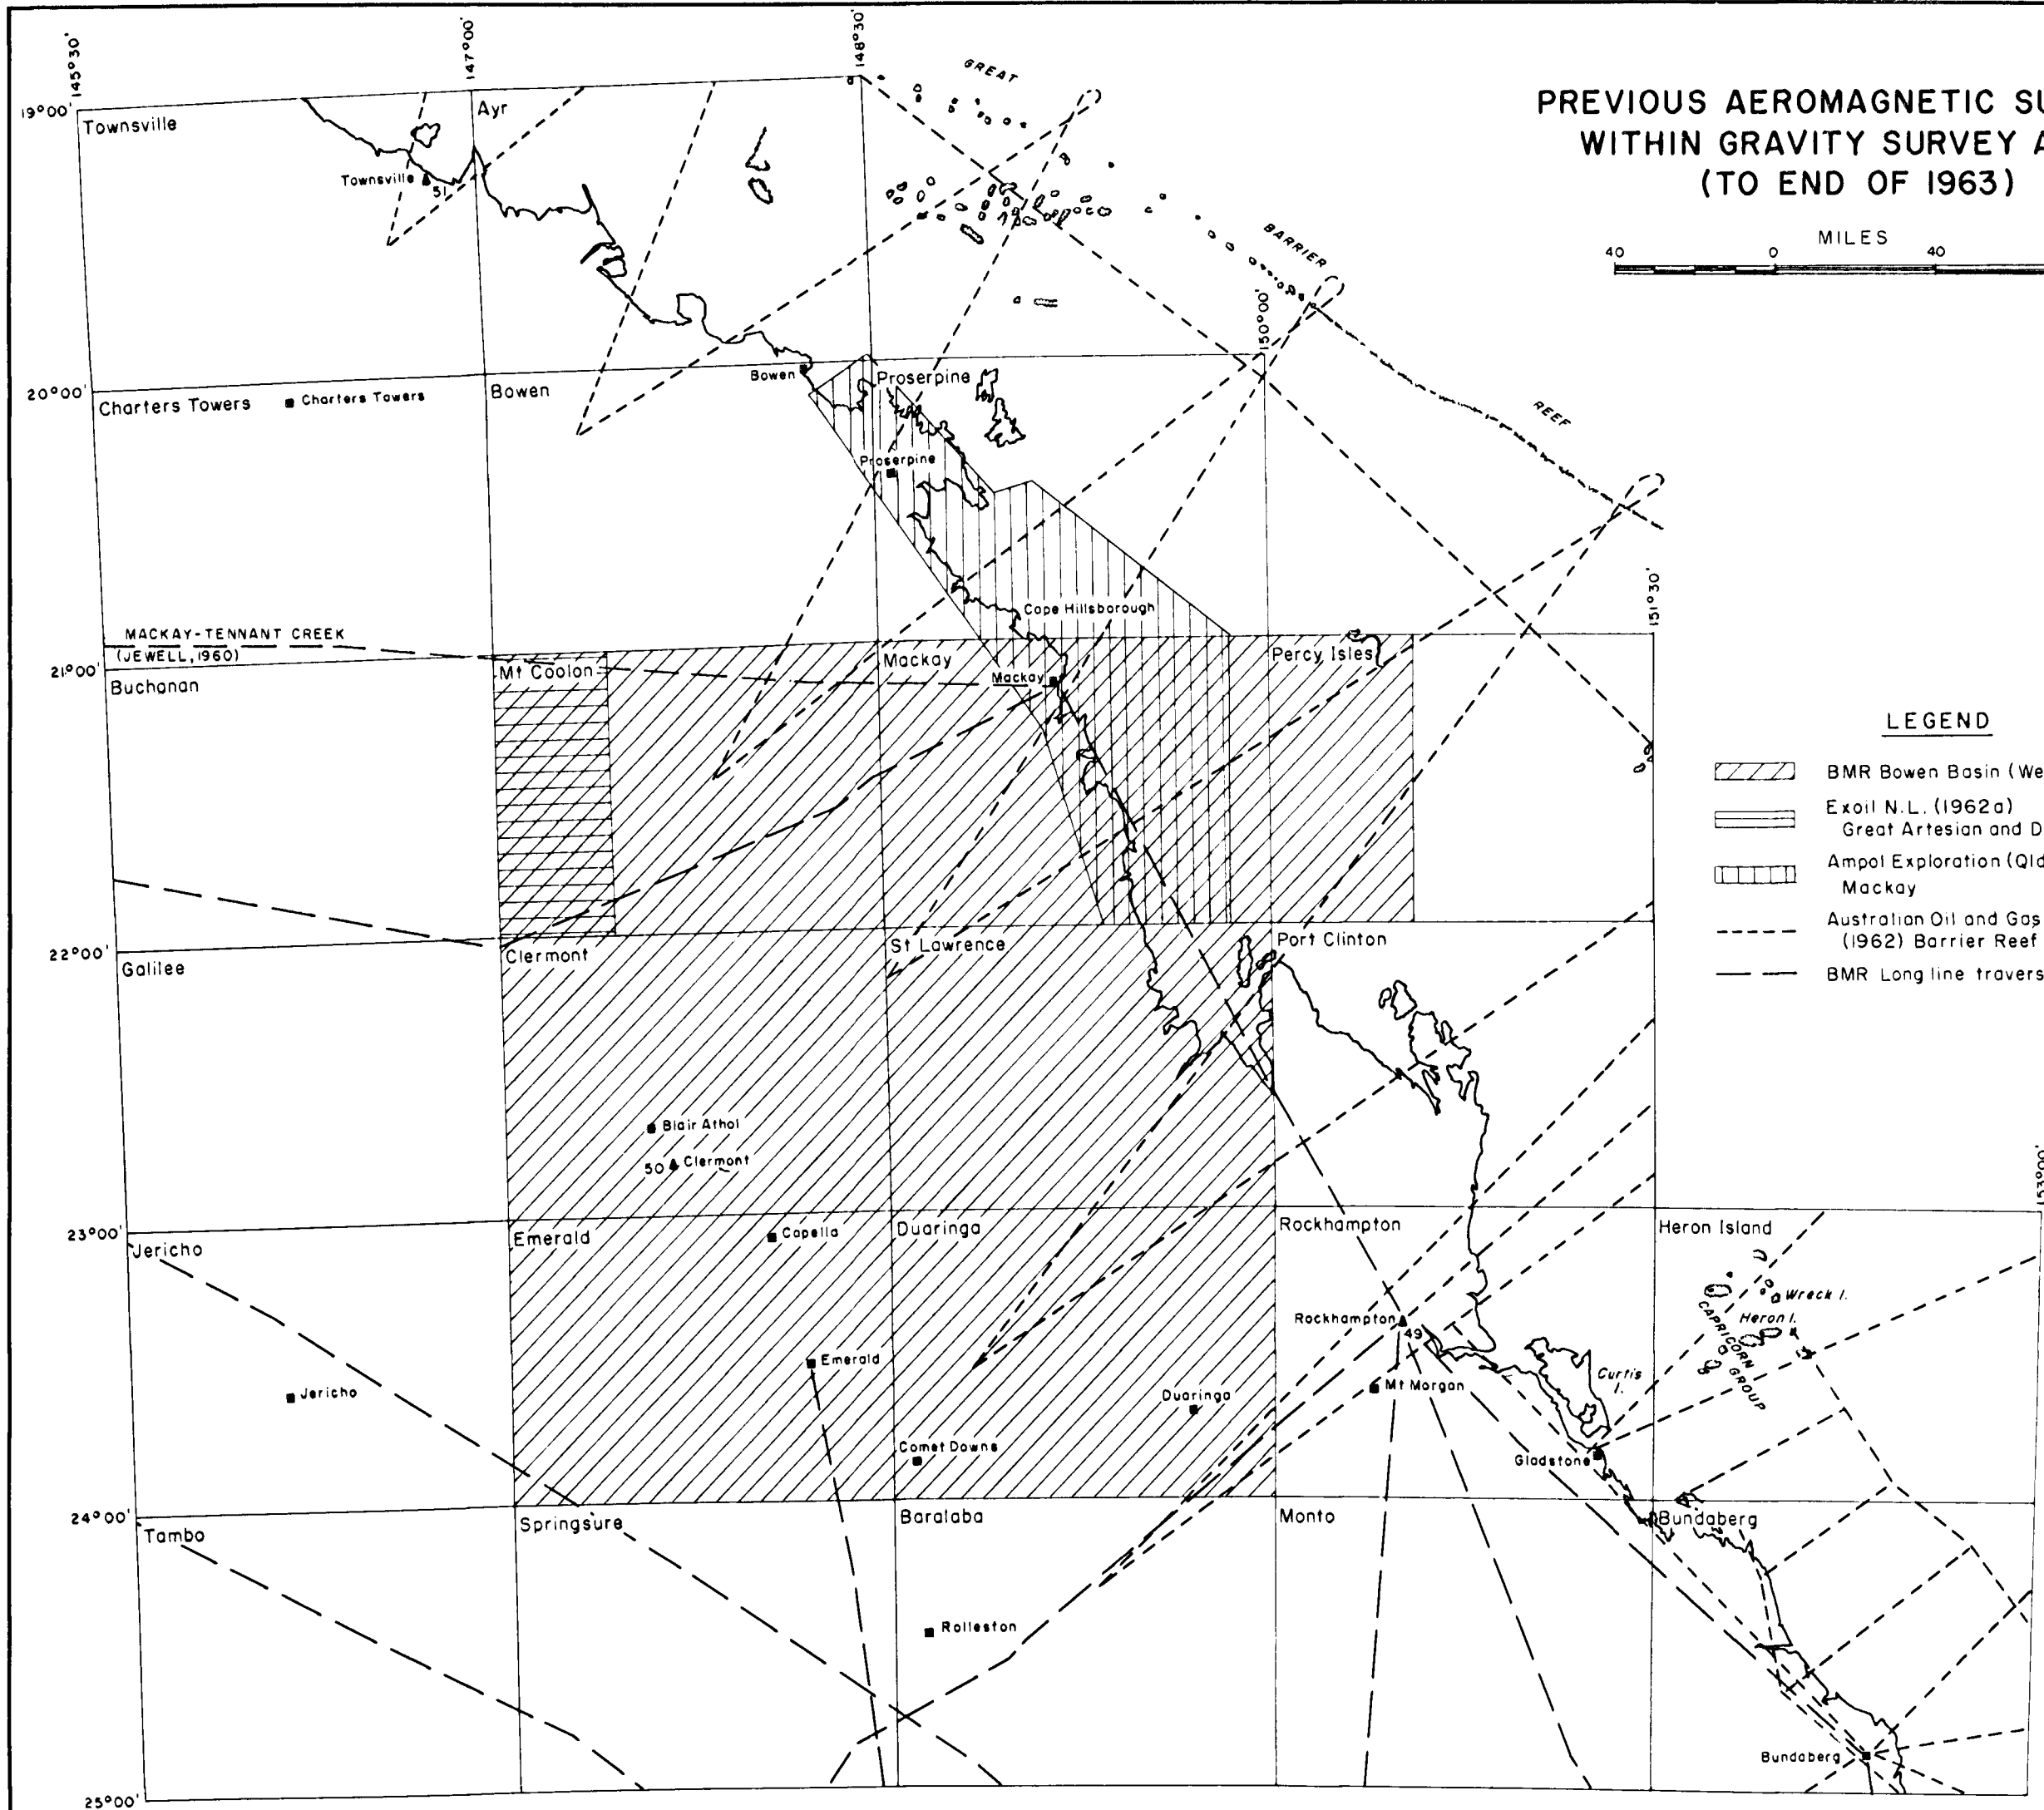 PREVIOUS AEROMAGNETIC SU
WITHIN GRAVITY SURVEY A
(TO END OF 1963)
MILES
40 0 40
145°30'
147°00'
148°30'
150°00'
151°30'
153°00'
19°00'
20°00'
21°00'
22°00'
23°00'
24°00'
25°00'
GREAT
BARRIER
REEF
Townsville
Ayr
Townsville
51
Charters Towers
Charters Towers
Bowen
Bowen
Proserpine
Proserpine
Cape Hillsborough
MACKAY-TENNANT CREEK
(JEWELL, 1960)
Buchanan
Mt Coolon
Mackay
Mackay
Percy Isles
LEGEND
BMR Bowen Basin (We
Exoil N.L. (1962a)
Great Artesian and D
Ampol Exploration (Qld
Mackay
Australian Oil and Gas
(1962) Barrier Reef
BMR Long line travers
Galilee
Clermont
St Lawrence
Port Clinton
Blair Athol
50 Clermont
Jericho
Emerald
Capella
Duaringa
Rockhampton
Heron Island
Wreck I.
Heron I.
CAPRICORN GROUP
Rockhampton
49
Emerald
Jericho
Duaringa
Mt Morgan
Curtis
I.
Comet Downs
Gladstone
Tambo
Springsure
Baralaba
Monto
Bundaberg
Rolleston
Bundaberg